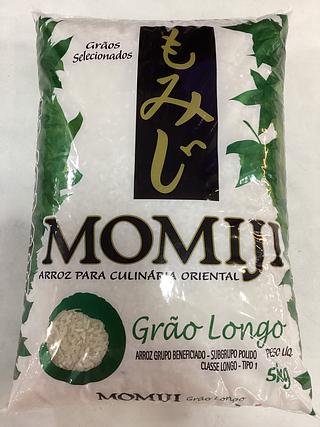 Grãos
Selecionados
もみじ
MOMIJI
ARROZ PARA CULINÁRIA ORIENTAL
Grão Longo
ARROZ GRUPO BENEFICIADO - SUBGRUPO POLIDO
CLASSE LONGO - TIPO 1
PESO LÍQ.
5kg
MOMIJI Grão Longo